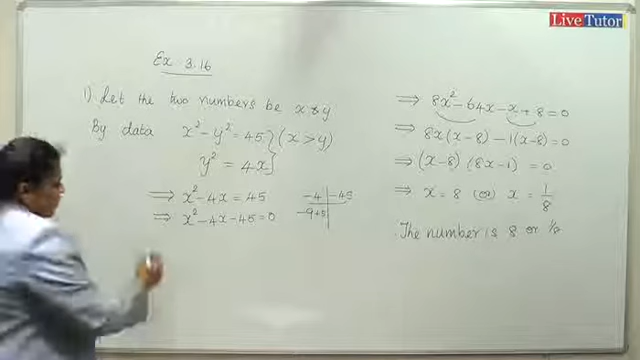 LiveTutor
Ex 3.16
1) Let the two numbers be x & y
By data x² - y² = 45 } (x > y)
y² = 4x }
⇒ x² - 4x = 45
⇒ x² - 4x - 45 = 0
-4 | -45
-9 +5
⇒ 8x² - 64x - x + 8 = 0
⇒ 8x(x-8) - 1(x-8) = 0
⇒ (x-8) (8x-1) = 0
⇒ x = 8 (or) x = 1/8
The number is 8 or 1/8